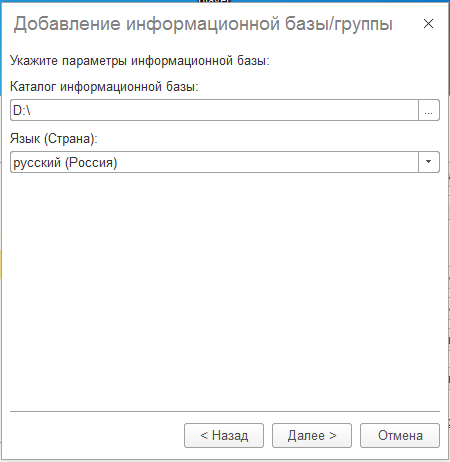 Добавление информационной базы/группы
Укажите параметры информационной базы:
Каталог информационной базы:
D:\
...
Язык (Страна):
русский (Россия)
< Назад
Далее >
Отмена